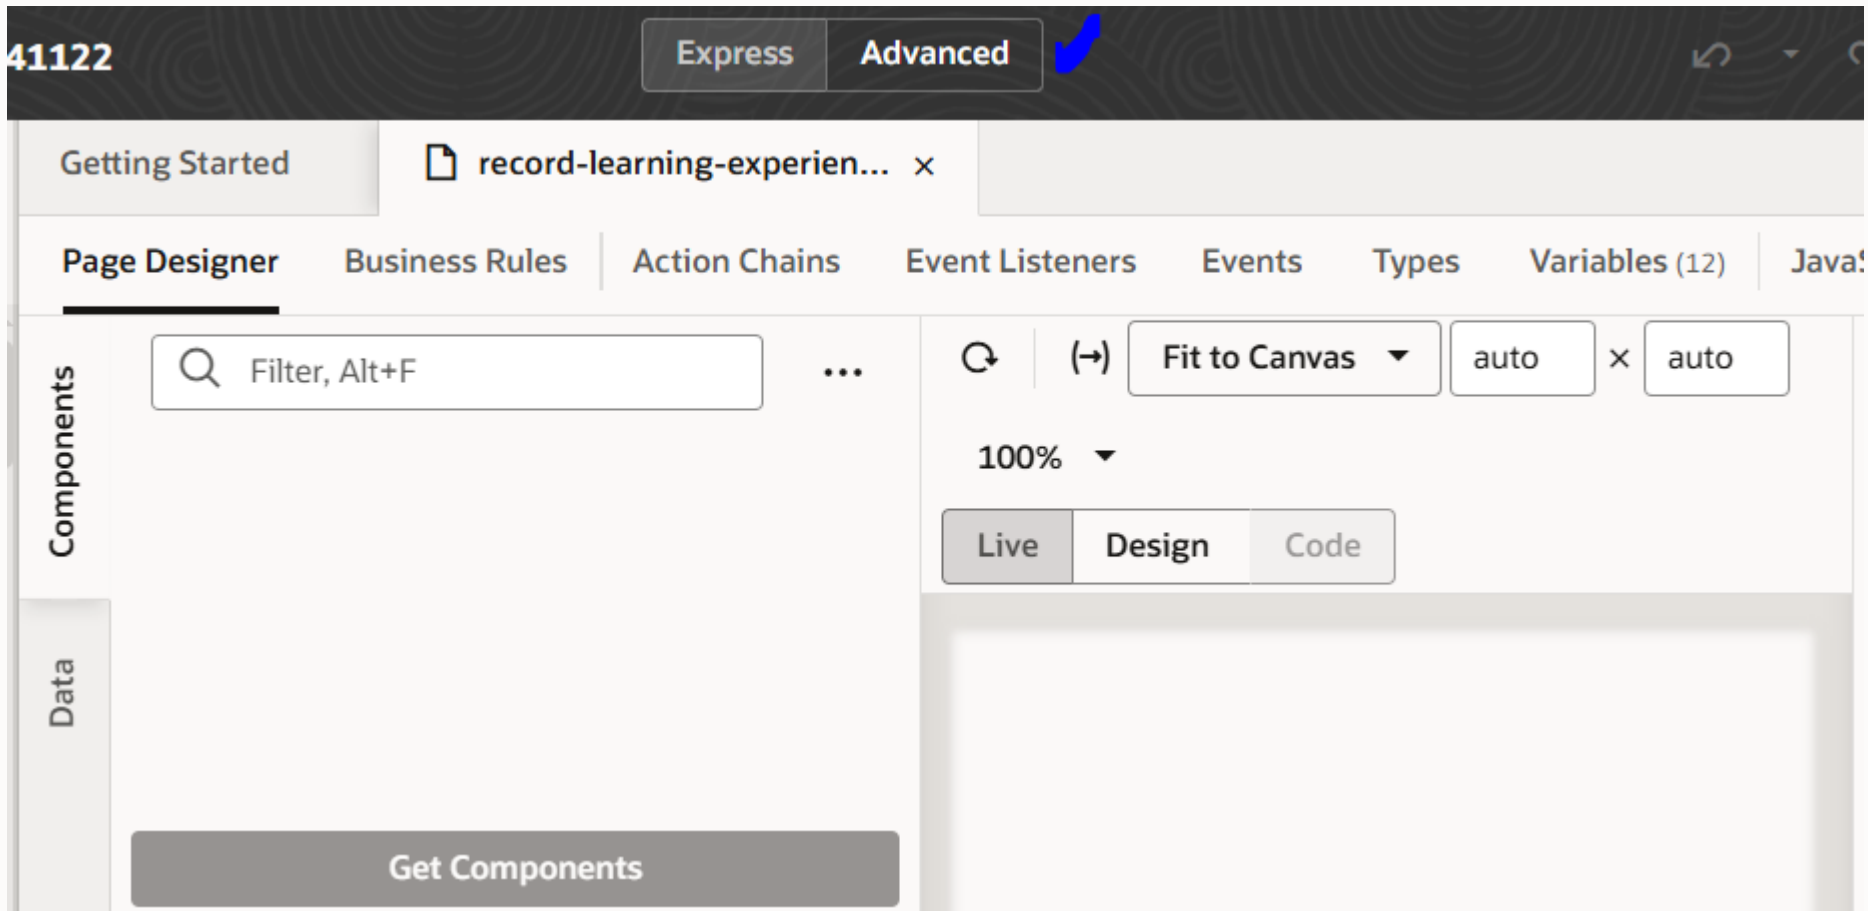 41122
Express Advanced
Getting Started record-learning-experien... ×
Page Designer Business Rules Action Chains Event Listeners Events Types Variables (12) JavaS
Filter, Alt+F ... Fit to Canvas auto × auto
Components
100%
Live Design Code
Data
Get Components